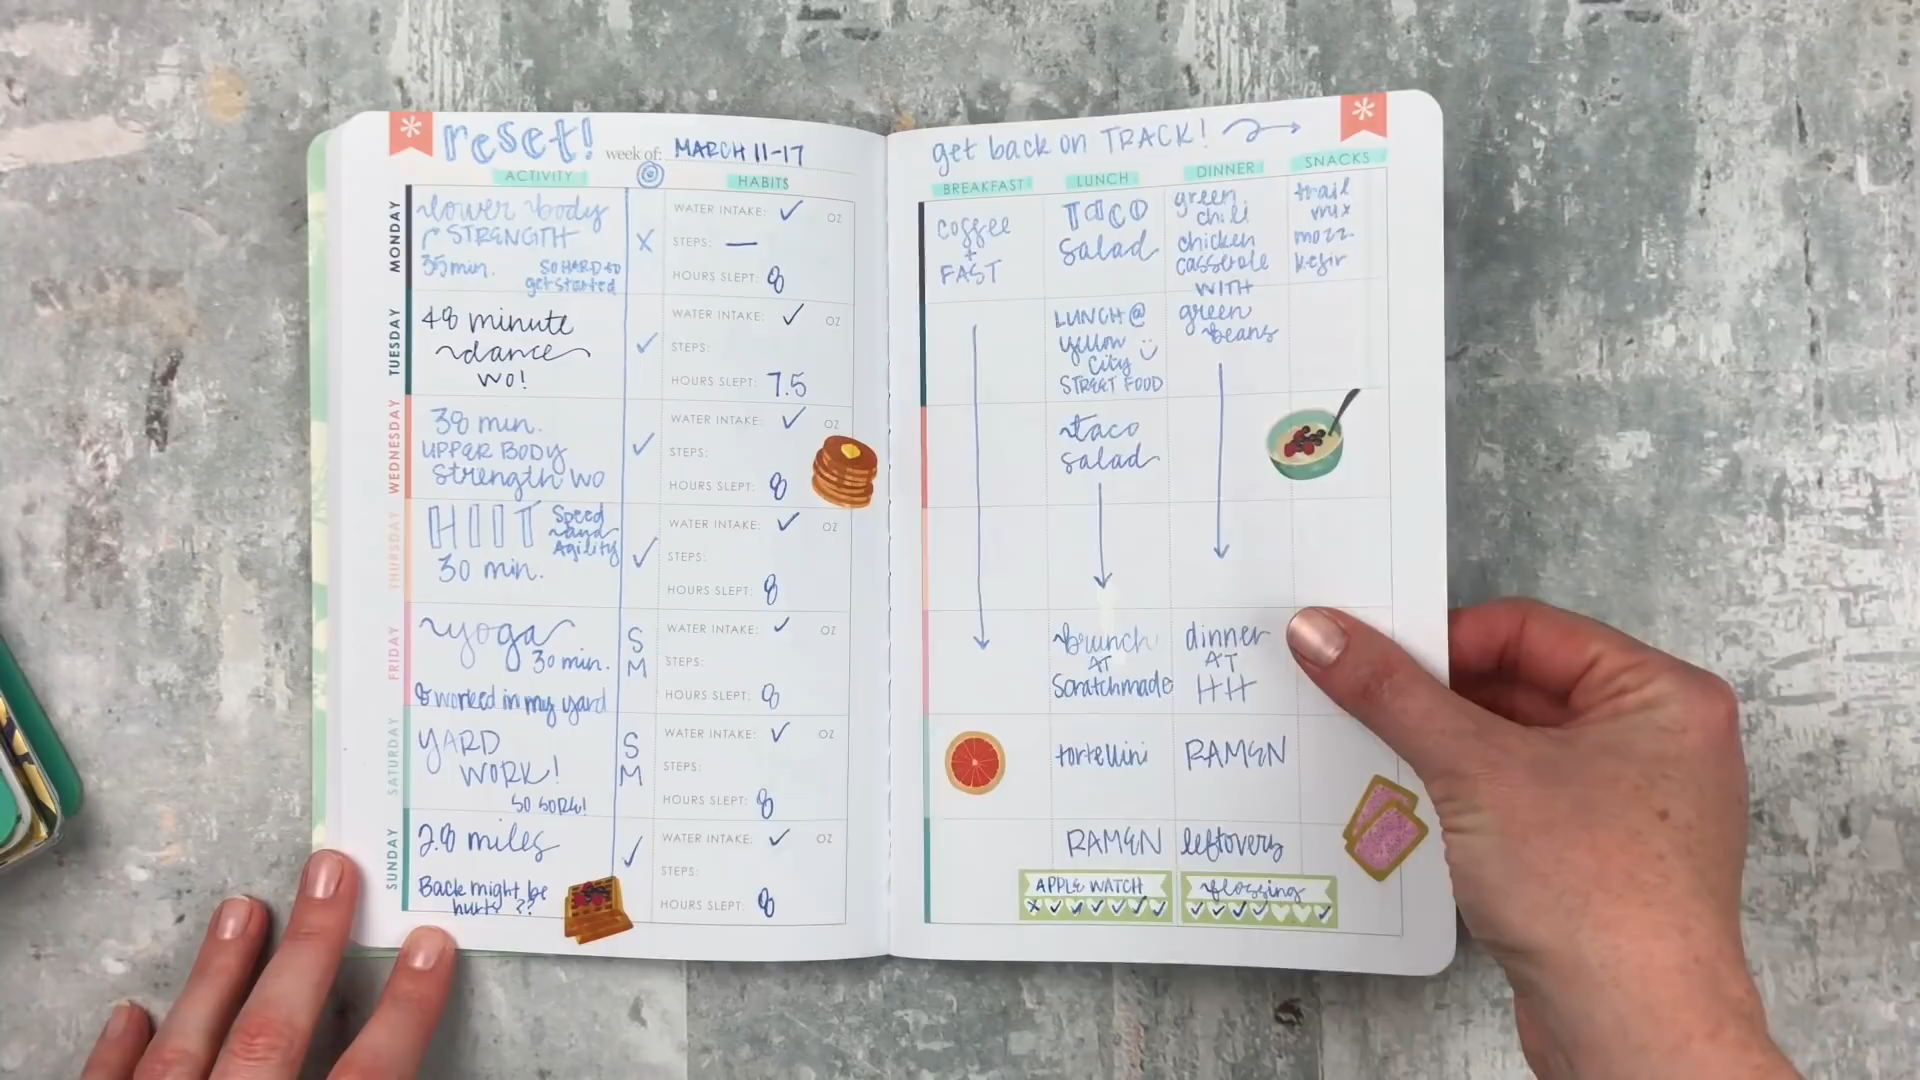 * reset! week of: MARCH 11-17
ACTIVITY HABITS
MONDAY
lower body
STRENGTH
35 min. SO HARD to
get started
X
WATER INTAKE: ✓ OZ
STEPS: —
HOURS SLEPT: 8
TUESDAY
48 minute
dance
WO!
✓
WATER INTAKE: ✓ OZ
STEPS:
HOURS SLEPT: 7.5
WEDNESDAY
38 min.
UPPER BODY
strength WO
✓
WATER INTAKE: ✓ OZ
STEPS:
HOURS SLEPT: 8
THURSDAY
HIIT Speed
and
Agility
30 min.
✓
WATER INTAKE: ✓ OZ
STEPS:
HOURS SLEPT: 8
FRIDAY
yoga
30 min.
& worked in my yard
S
M
WATER INTAKE: ✓ OZ
STEPS:
HOURS SLEPT: 8
SATURDAY
YARD
WORK!
SO SORE!
S
M
WATER INTAKE: ✓ OZ
STEPS:
HOURS SLEPT: 8
SUNDAY
2.8 miles
Back might be
hurts ??
✓
WATER INTAKE: ✓ OZ
STEPS:
HOURS SLEPT: 8
get back on TRACK! *
BREAKFAST LUNCH DINNER SNACKS
coffee
+
FAST
TACO
salad
green
chili
chicken
casserole
WITH
green
beans
trail
mix
mozz.
kefir
LUNCH @
yellow
City
STREET FOOD
taco
salad
brunch
AT
Scratchmade
dinner
AT
HH
tortellini
RAMEN
RAMEN
leftovers
APPLE WATCH
X ✓ ✓ ✓ ✓ ✓ ✓
flossing
✓ ✓ ✓ ✓ ✓